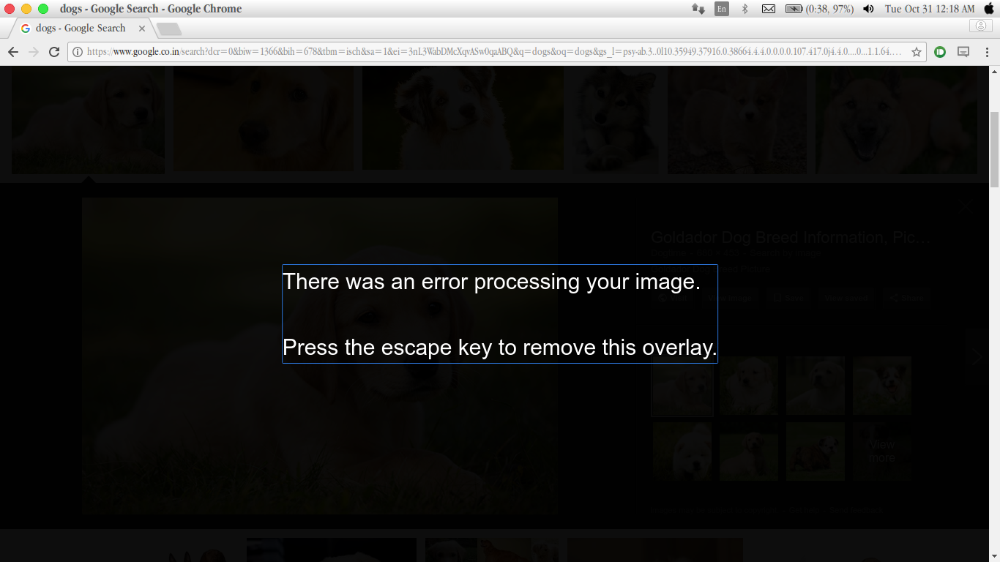 dogs - Google Search - Google Chrome
En
(0:38, 97%)
Tue Oct 31 12:18 AM
dogs - Google Search
https://www.google.co.in/search?dcr=0&biw=1366&bih=678&tbm=isch&sa=1&ei=3nL3WabDMcXqvASw0qaABQ&q=dogs&oq=dogs&gs_l=psy-ab.3..0l10.35949.37916.0.38664.4.4.0.0.0.0.107.417.0j4.4.0....0...1.1.64....
Goldador Dog Breed Information, Pic...
There was an error processing your image.
Press the escape key to remove this overlay.
View
more